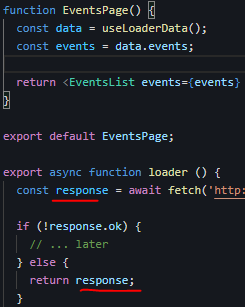 function EventsPage() {
const data = useLoaderData();
const events = data.events;
return <EventsList events={events}
}
export default EventsPage;
export async function loader () {
const response = await fetch('http:
if (!response.ok) {
// ... later
} else {
return response;
}